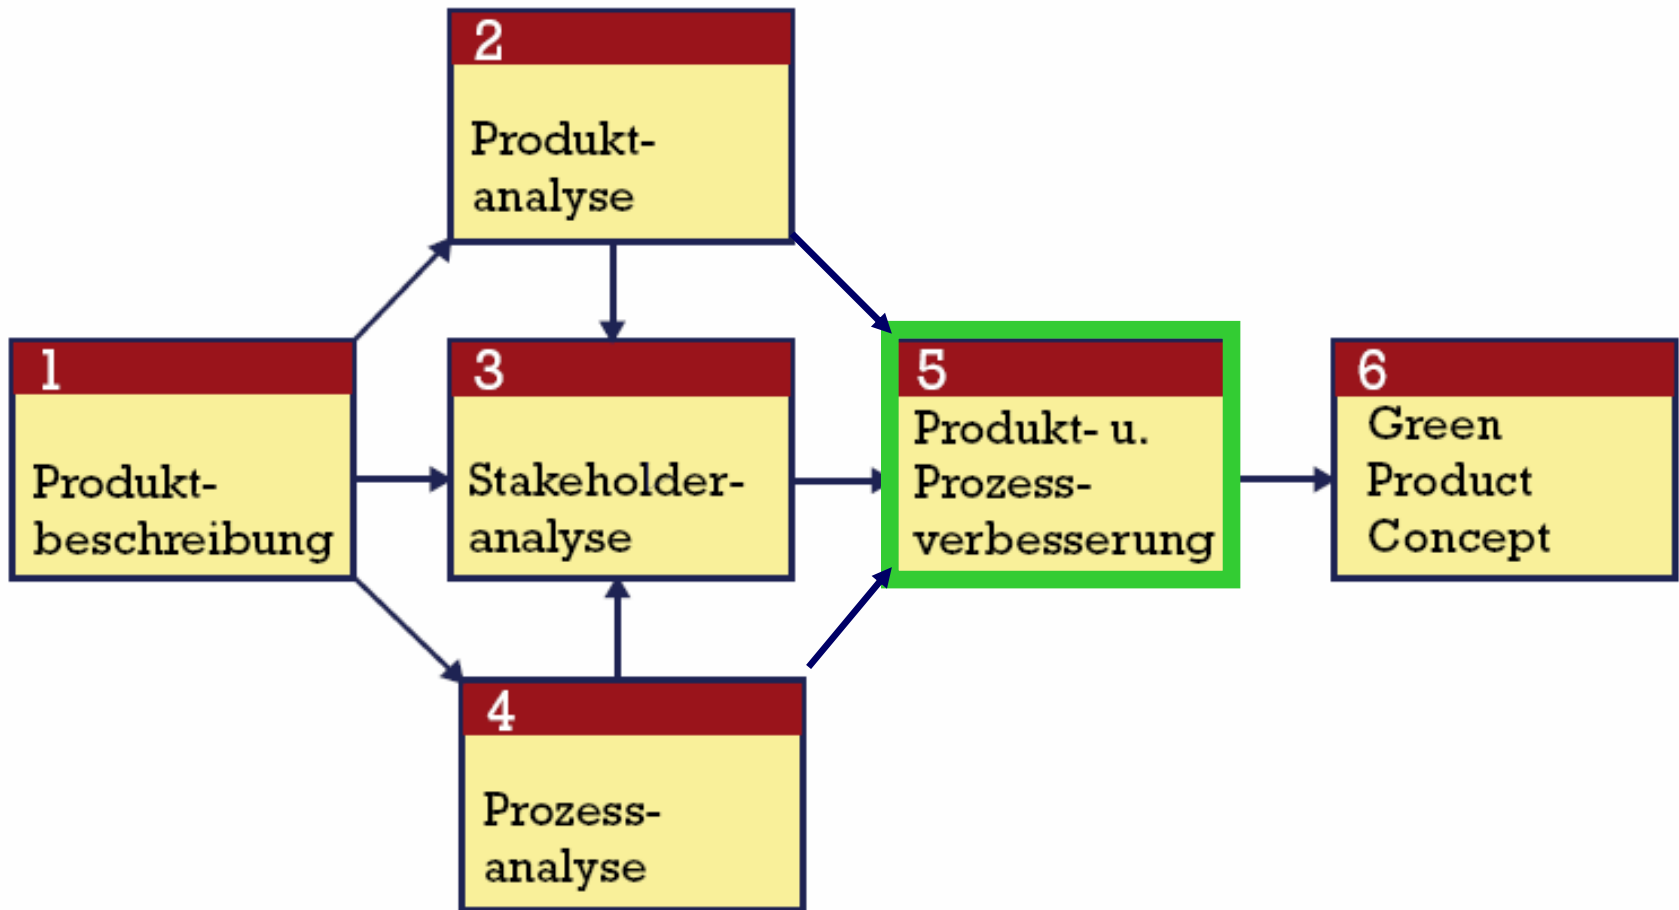 1
Produkt-
beschreibung
2
Produkt-
analyse
3
Stakeholder-
analyse
4
Prozess-
analyse
5
Produkt- u.
Prozess-
verbesserung
6
Green
Product
Concept